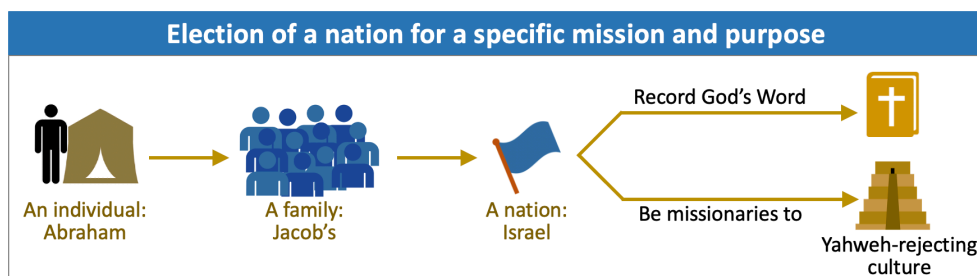 Election of a nation for a specific mission and purpose
An individual:
Abraham
A family:
Jacob's
A nation:
Israel
Record God's Word
Be missionaries to
Yahweh-rejecting
culture